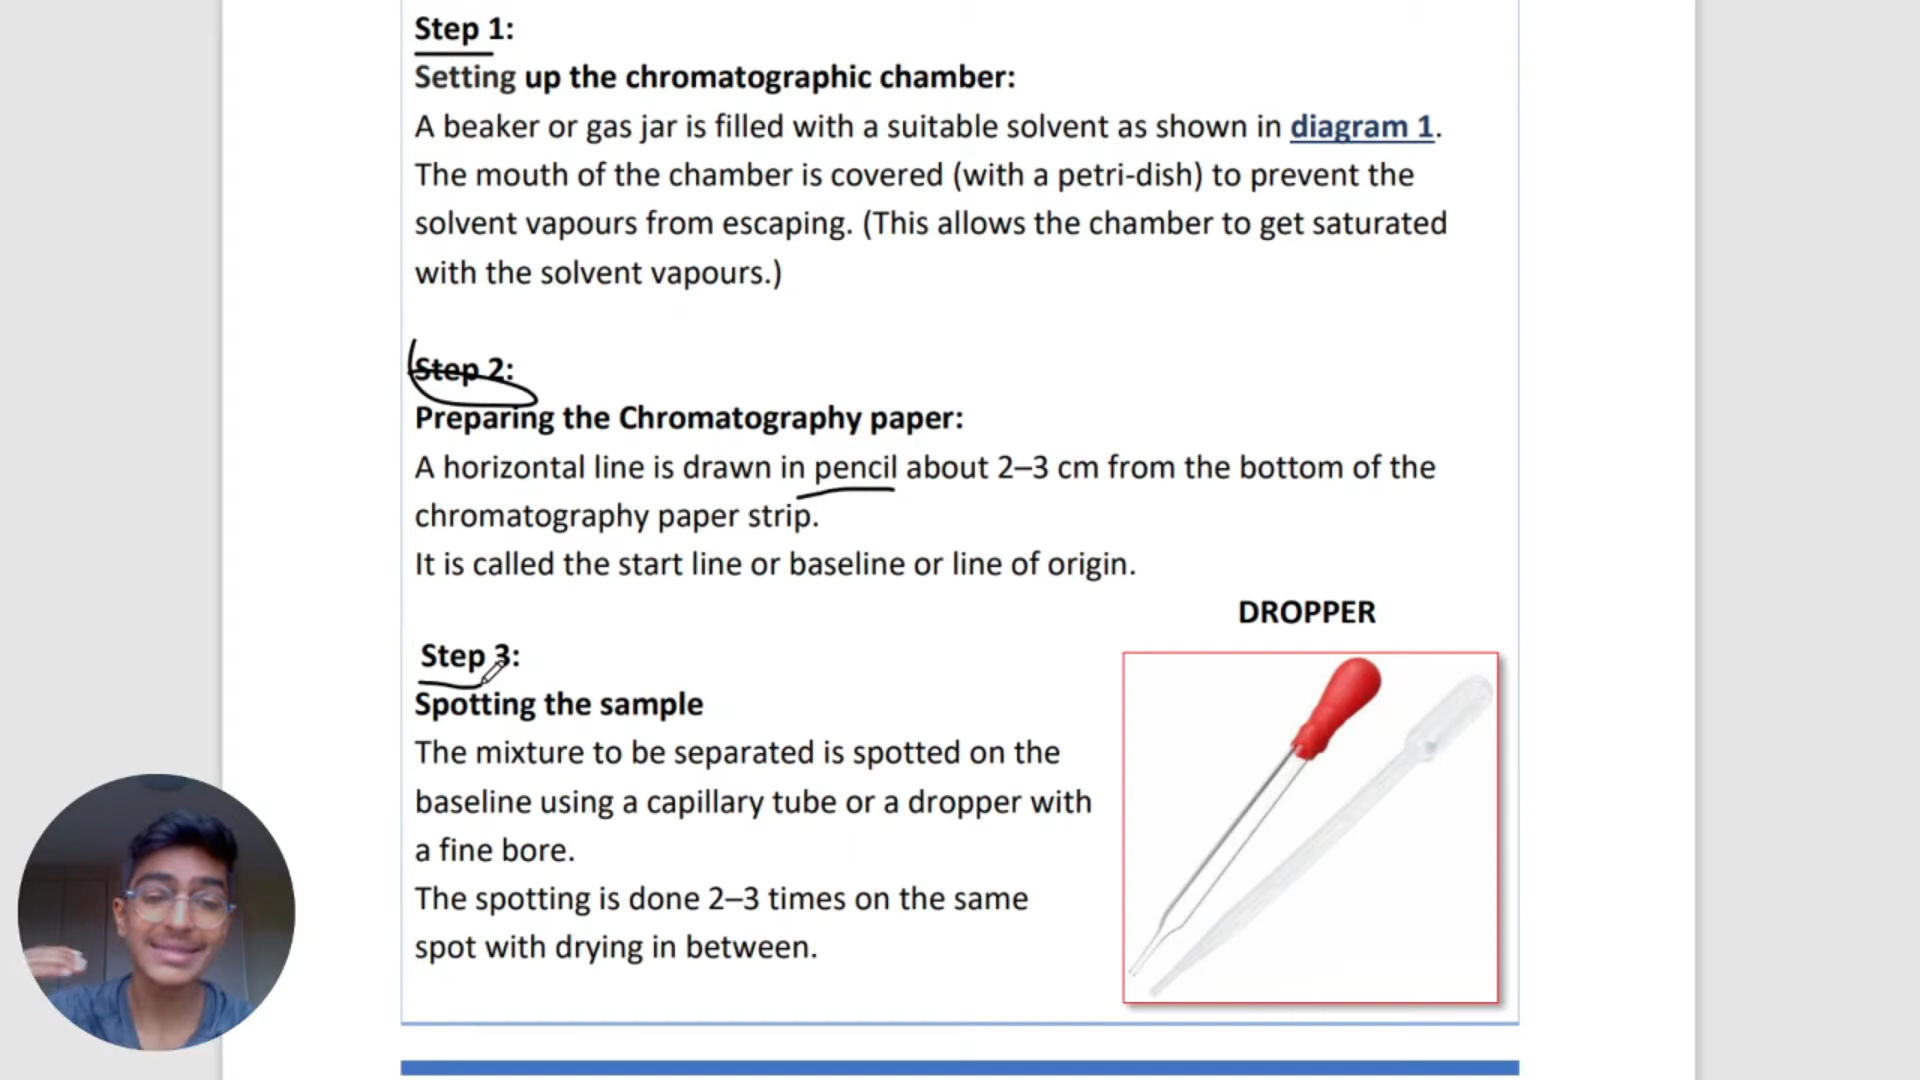 Step 1:
Setting up the chromatographic chamber:
A beaker or gas jar is filled with a suitable solvent as shown in diagram 1.
The mouth of the chamber is covered (with a petri-dish) to prevent the
solvent vapours from escaping. (This allows the chamber to get saturated
with the solvent vapours.)
Step 2:
Preparing the Chromatography paper:
A horizontal line is drawn in pencil about 2–3 cm from the bottom of the
chromatography paper strip.
It is called the start line or baseline or line of origin.
DROPPER
Step 3:
Spotting the sample
The mixture to be separated is spotted on the
baseline using a capillary tube or a dropper with
a fine bore.
The spotting is done 2–3 times on the same
spot with drying in between.